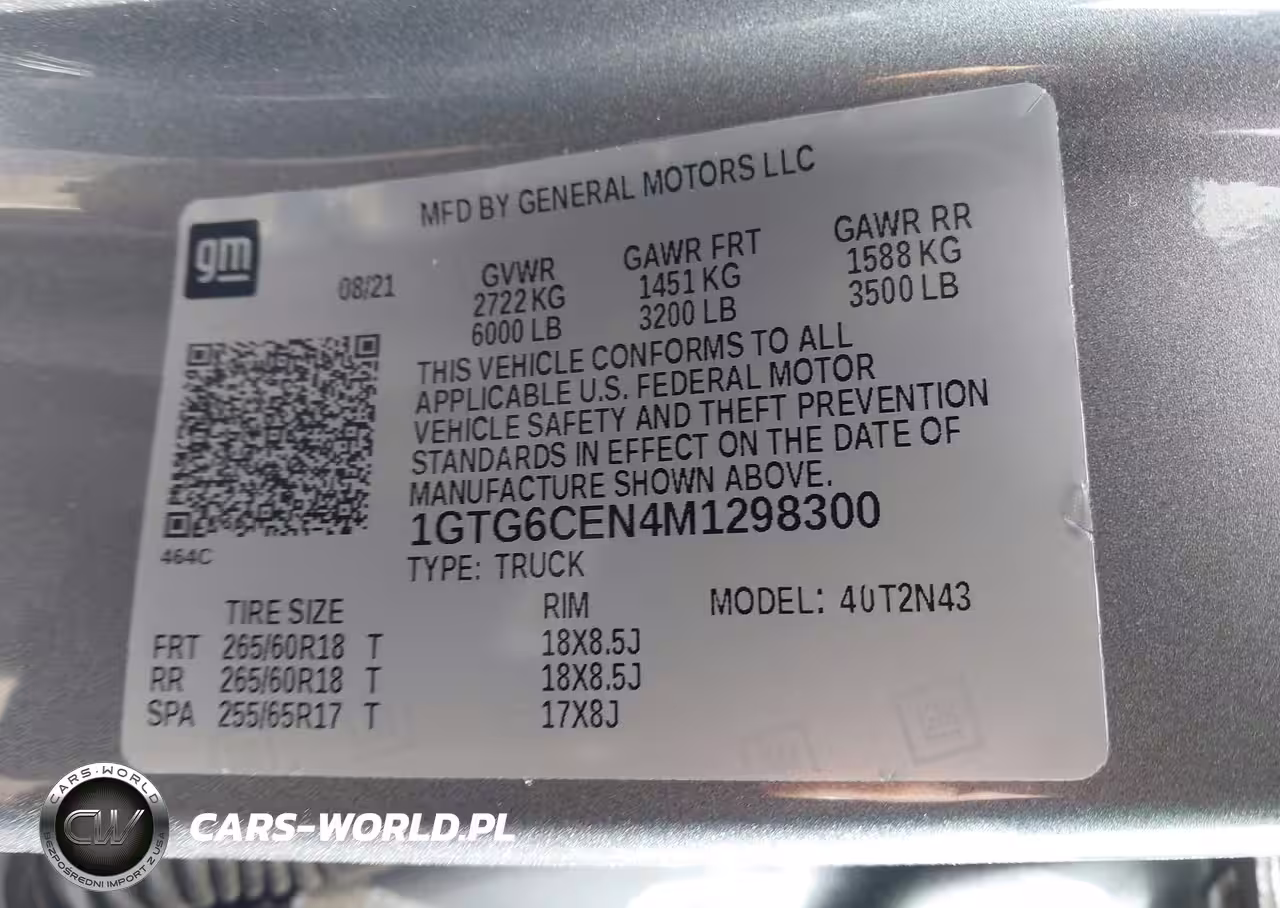 MFD BY GENERAL MOTORS LLC
gm
08/21
GVWR GAWR FRT GAWR RR
2722 KG 1451 KG 1588 KG
6000 LB 3200 LB 3500 LB
THIS VEHICLE CONFORMS TO ALL
APPLICABLE U.S. FEDERAL MOTOR
VEHICLE SAFETY AND THEFT PREVENTION
STANDARDS IN EFFECT ON THE DATE OF
MANUFACTURE SHOWN ABOVE.
1GTG6CEN4M1298300
464C
TYPE: TRUCK
TIRE SIZE RIM MODEL: 40T2N43
FRT 265/60R18 T 18X8.5J
RR 265/60R18 T 18X8.5J
SPA 255/65R17 T 17X8J
CARS-WORLD
CW
BEZPOŚREDNI IMPORT Z USA
CARS-WORLD.PL